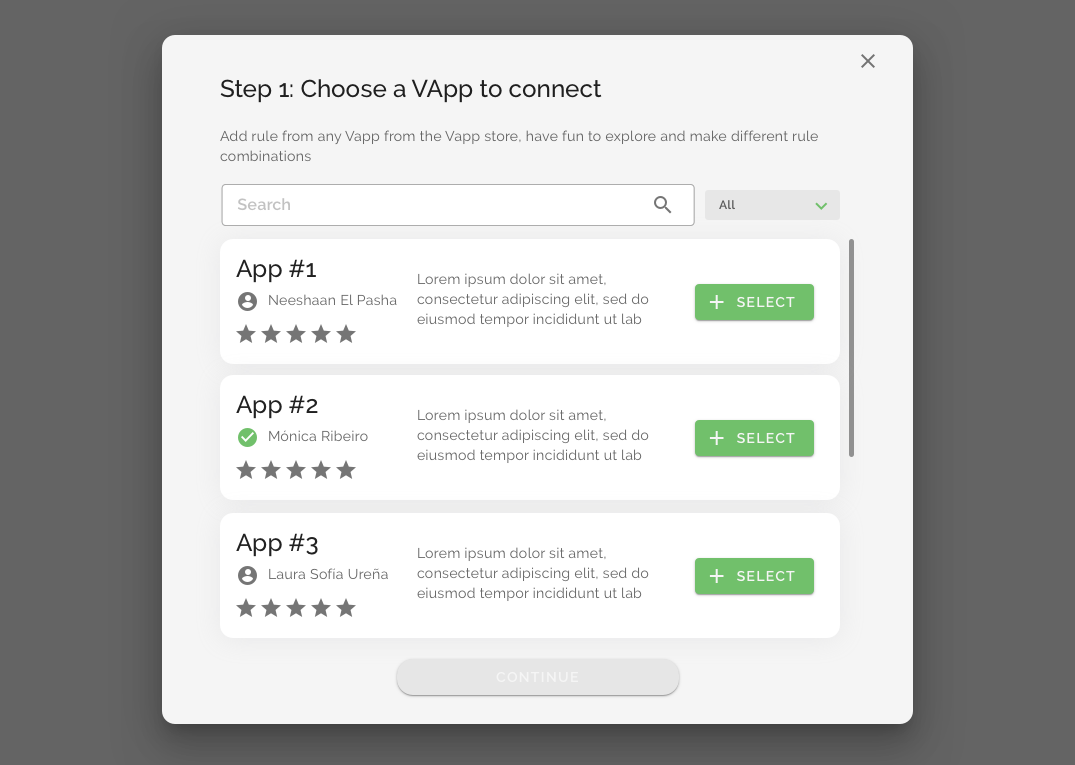 Step 1: Choose a VApp to connect
Add rule from any Vapp from the Vapp store, have fun to explore and make different rule
combinations
Search
All
App #1
Neeshaan El Pasha
Lorem ipsum dolor sit amet,
consectetur adipiscing elit, sed do
eiusmod tempor incididunt ut lab
SELECT
App #2
Mónica Ribeiro
Lorem ipsum dolor sit amet,
consectetur adipiscing elit, sed do
eiusmod tempor incididunt ut lab
SELECT
App #3
Laura Sofia Ureña
Lorem ipsum dolor sit amet,
consectetur adipiscing elit, sed do
eiusmod tempor incididunt ut lab
SELECT
CONTINUE